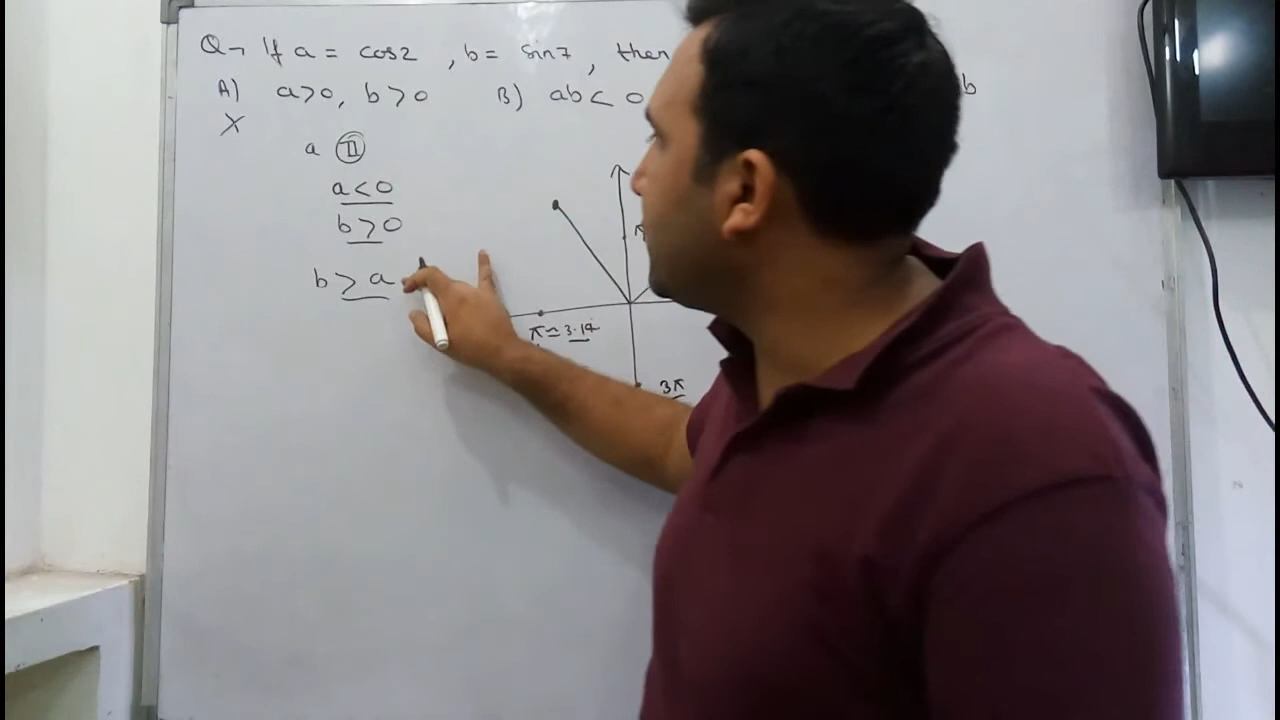 Q→ If a = cos2 , b = sin7 , then
A) a>0, b>0 B) ab< 0 b
X
a II
a<0
b>0
b > a
π≃3.14
3π